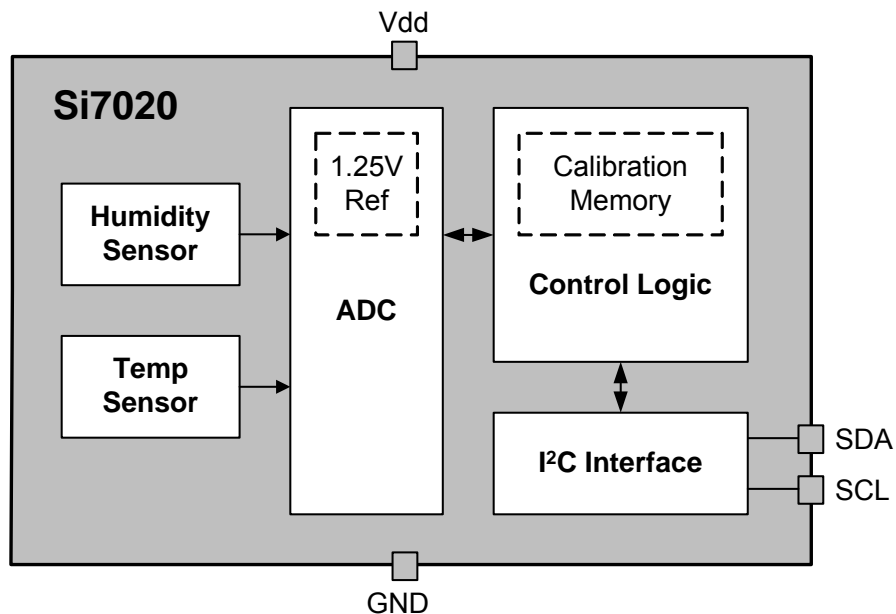 Vdd
Si7020
Humidity
Sensor
Temp
Sensor
1.25V
Ref
ADC
Calibration
Memory
Control Logic
I²C Interface
SDA
SCL
GND